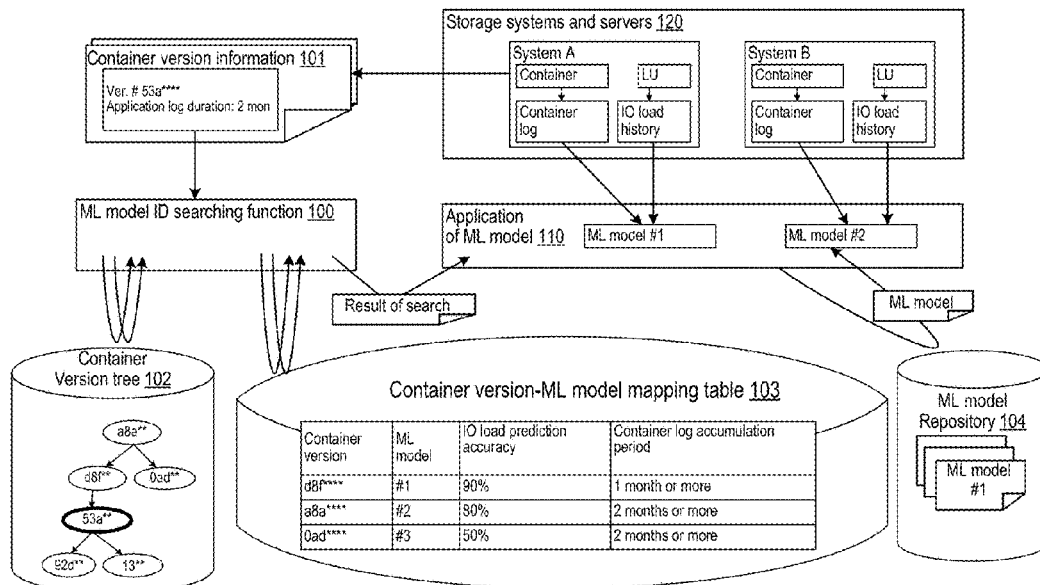 Storage systems and servers 120
Container version information 101
Ver. # 53a****
Application log duration: 2 mon
System A
Container
LU
Container log
IO load history
System B
Container
LU
Container log
IO load history
ML model ID searching function 100
Application of ML model 110
ML model #1
ML model #2
Result of search
ML model
Container Version tree 102
a8a**
d8f**
0ad**
53a**
92d**
13**
Container version-ML model mapping table 103
Container version
ML model
IO load prediction accuracy
Container log accumulation period
d8f**** #1 90% 1 month or more
a8a**** #2 80% 2 months or more
0ad**** #3 50% 2 months or more
ML model Repository 104
ML model #1